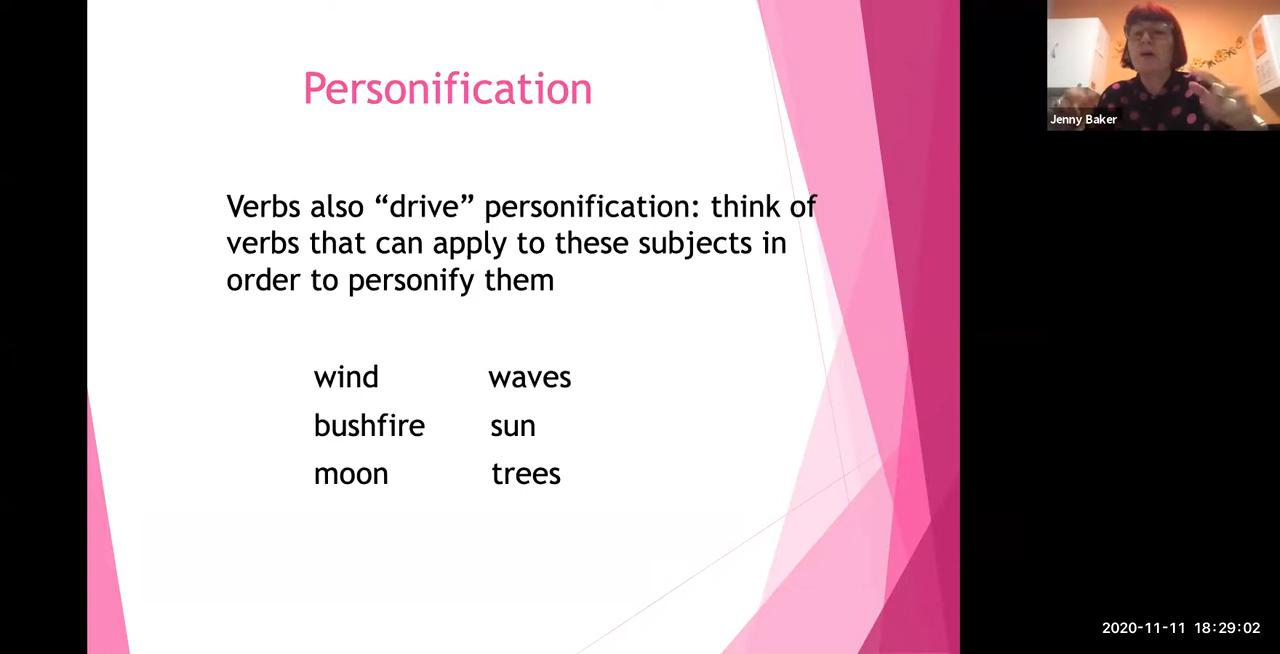 Personification
Verbs also “drive” personification: think of
verbs that can apply to these subjects in
order to personify them
wind waves
bushfire sun
moon trees
Jenny Baker
2020-11-11 18:29:02